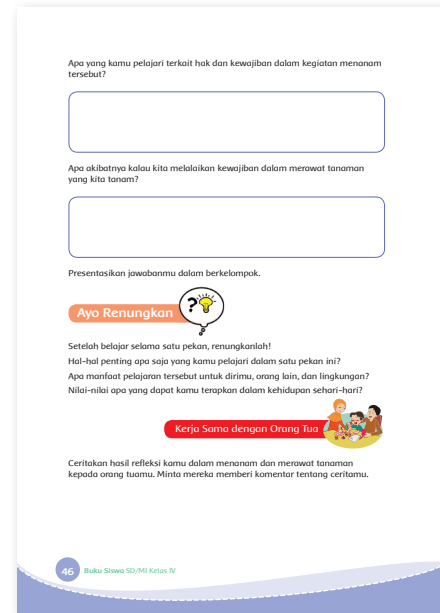 Apa yang kamu pelajari terkait hak dan kewajiban dalam kegiatan menanam
tersebut?
Apa akibatnya kalau kita melalaikan kewajiban dalam merawat tanaman
yang kita tanam?
Presentasikan jawabanmu dalam berkelompok.
Ayo Renungkan
?
Setelah belajar selama satu pekan, renungkanlah!
Hal-hal penting apa saja yang kamu pelajari dalam satu pekan ini?
Apa manfaat pelajaran tersebut untuk dirimu, orang lain, dan lingkungan?
Nilai-nilai apa yang dapat kamu terapkan dalam kehidupan sehari-hari?
Kerja Sama dengan Orang Tua
Ceritakan hasil refleksi kamu dalam menanam dan merawat tanaman
kepada orang tuamu. Minta mereka memberi komentar tentang ceritamu.
46 Buku Siswa SD/MI Kelas IV